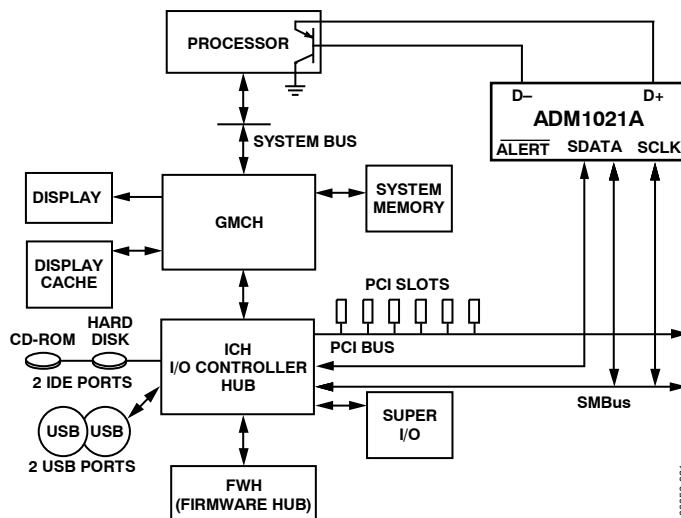 PROCESSOR
D–
D+
ADM1021A
ALERT
SDATA
SCLK
SYSTEM BUS
DISPLAY
GMCH
SYSTEM
MEMORY
DISPLAY
CACHE
PCI SLOTS
HARD
DISK
CD-ROM
ICH
I/O CONTROLLER
HUB
PCI BUS
2 IDE PORTS
SMBus
USB
USB
SUPER
I/O
2 USB PORTS
FWH
(FIRMWARE HUB)